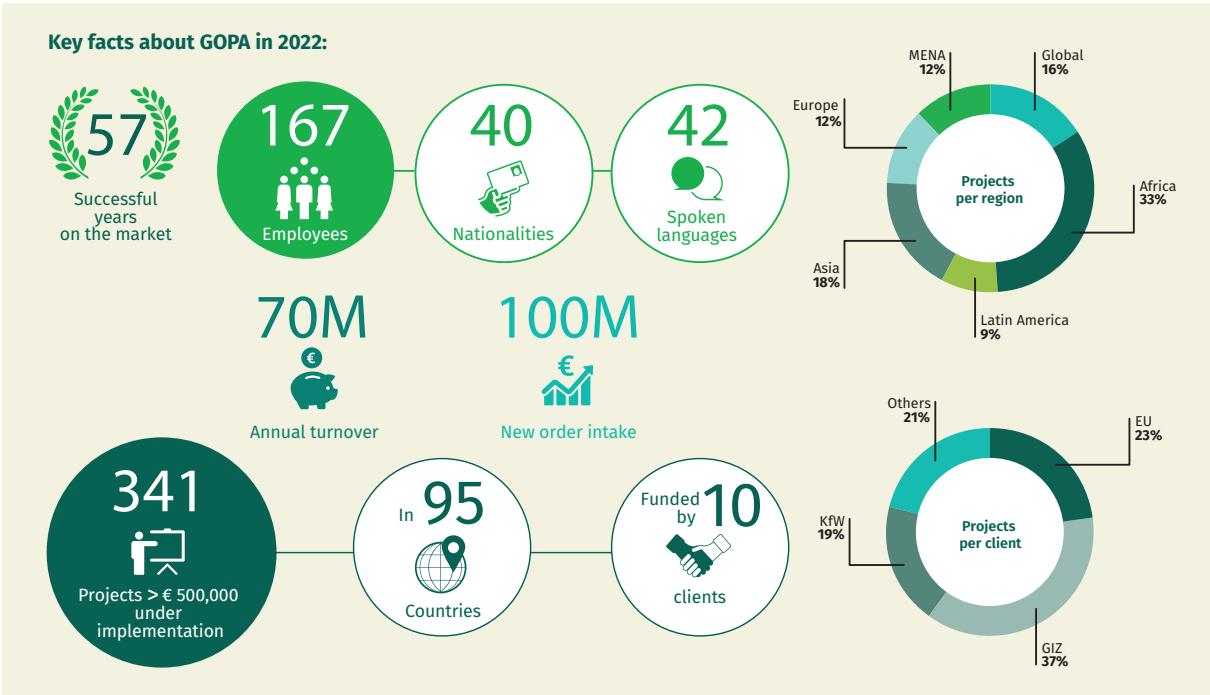 Key facts about GOPA in 2022:
57
Successful
years
on the market
167
Employees
40
Nationalities
42
Spoken
languages
70M
€
Annual turnover
100M
€
New order intake
341
Projects > € 500,000
under
implementation
In 95
Countries
Funded
by 10
clients
MENA
12%
Global
16%
Europe
12%
Projects
per region
Africa
33%
Asia
18%
Latin America
9%
Others
21%
EU
23%
KfW
19%
Projects
per client
GIZ
37%